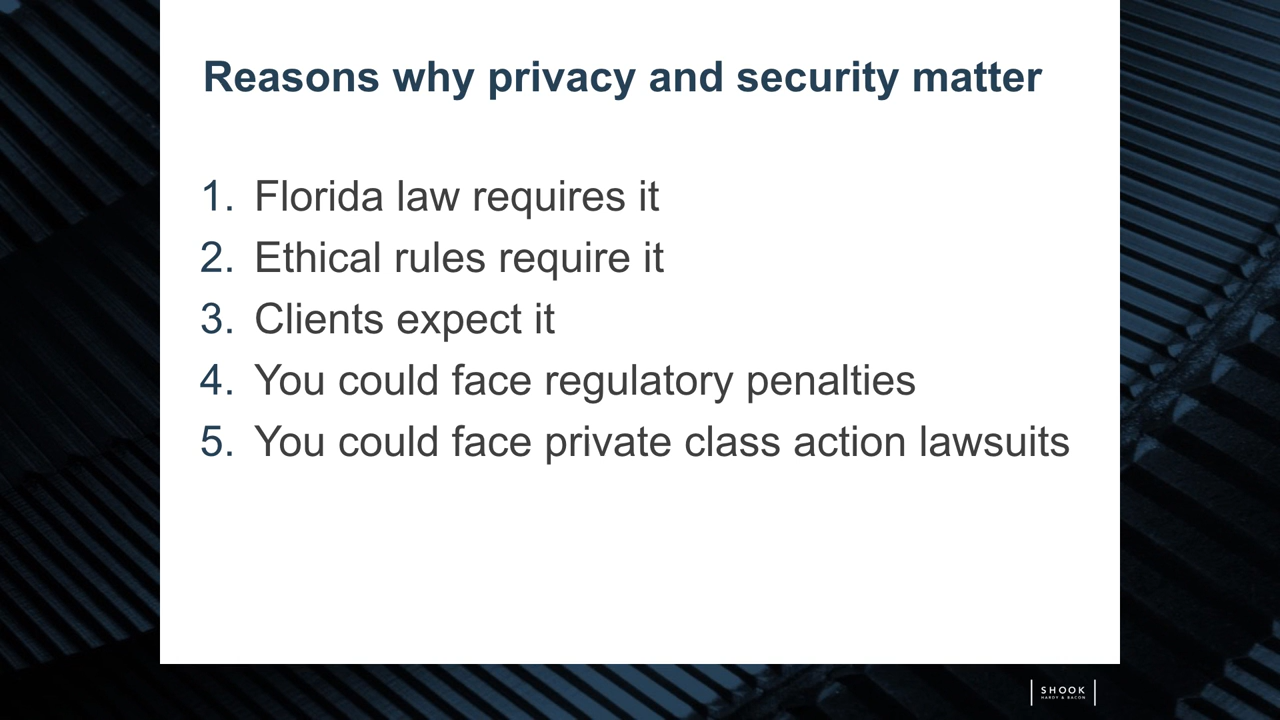 Reasons why privacy and security matter
1. Florida law requires it
2. Ethical rules require it
3. Clients expect it
4. You could face regulatory penalties
5. You could face private class action lawsuits
SHOOK
HARDY & BACON